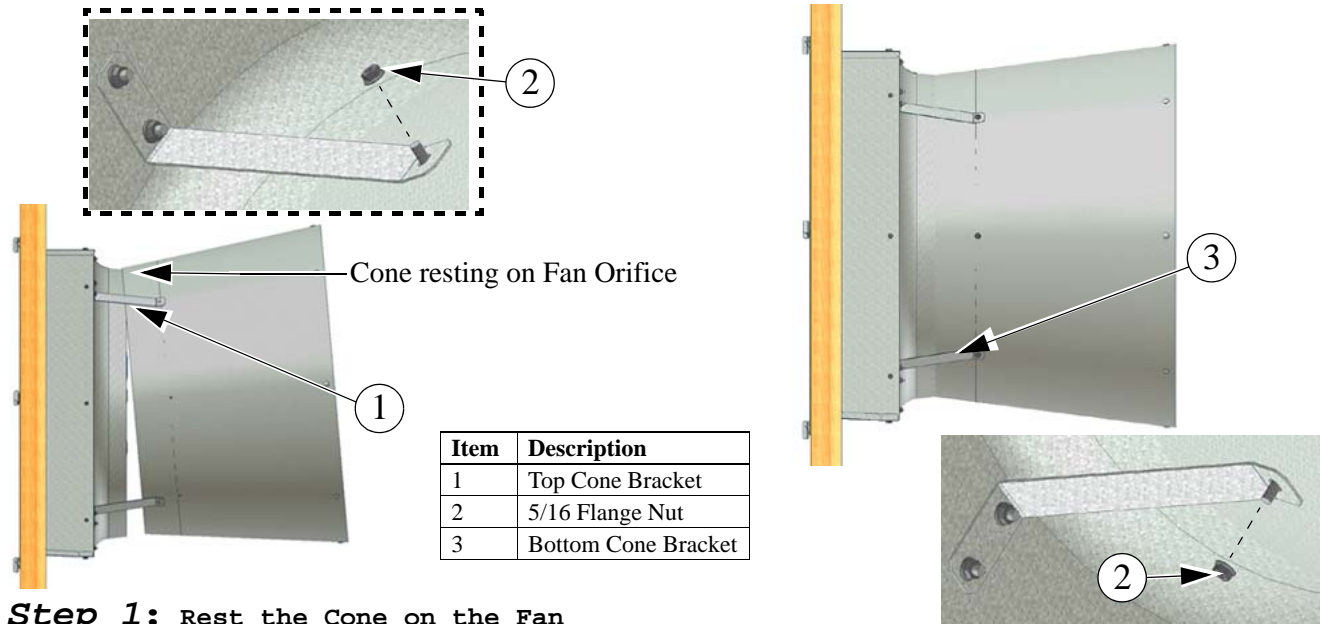 2
Cone resting on Fan Orifice
1
3
Item Description
1 Top Cone Bracket
2 5/16 Flange Nut
3 Bottom Cone Bracket
2
Step 1: Rest the Cone on the Fan